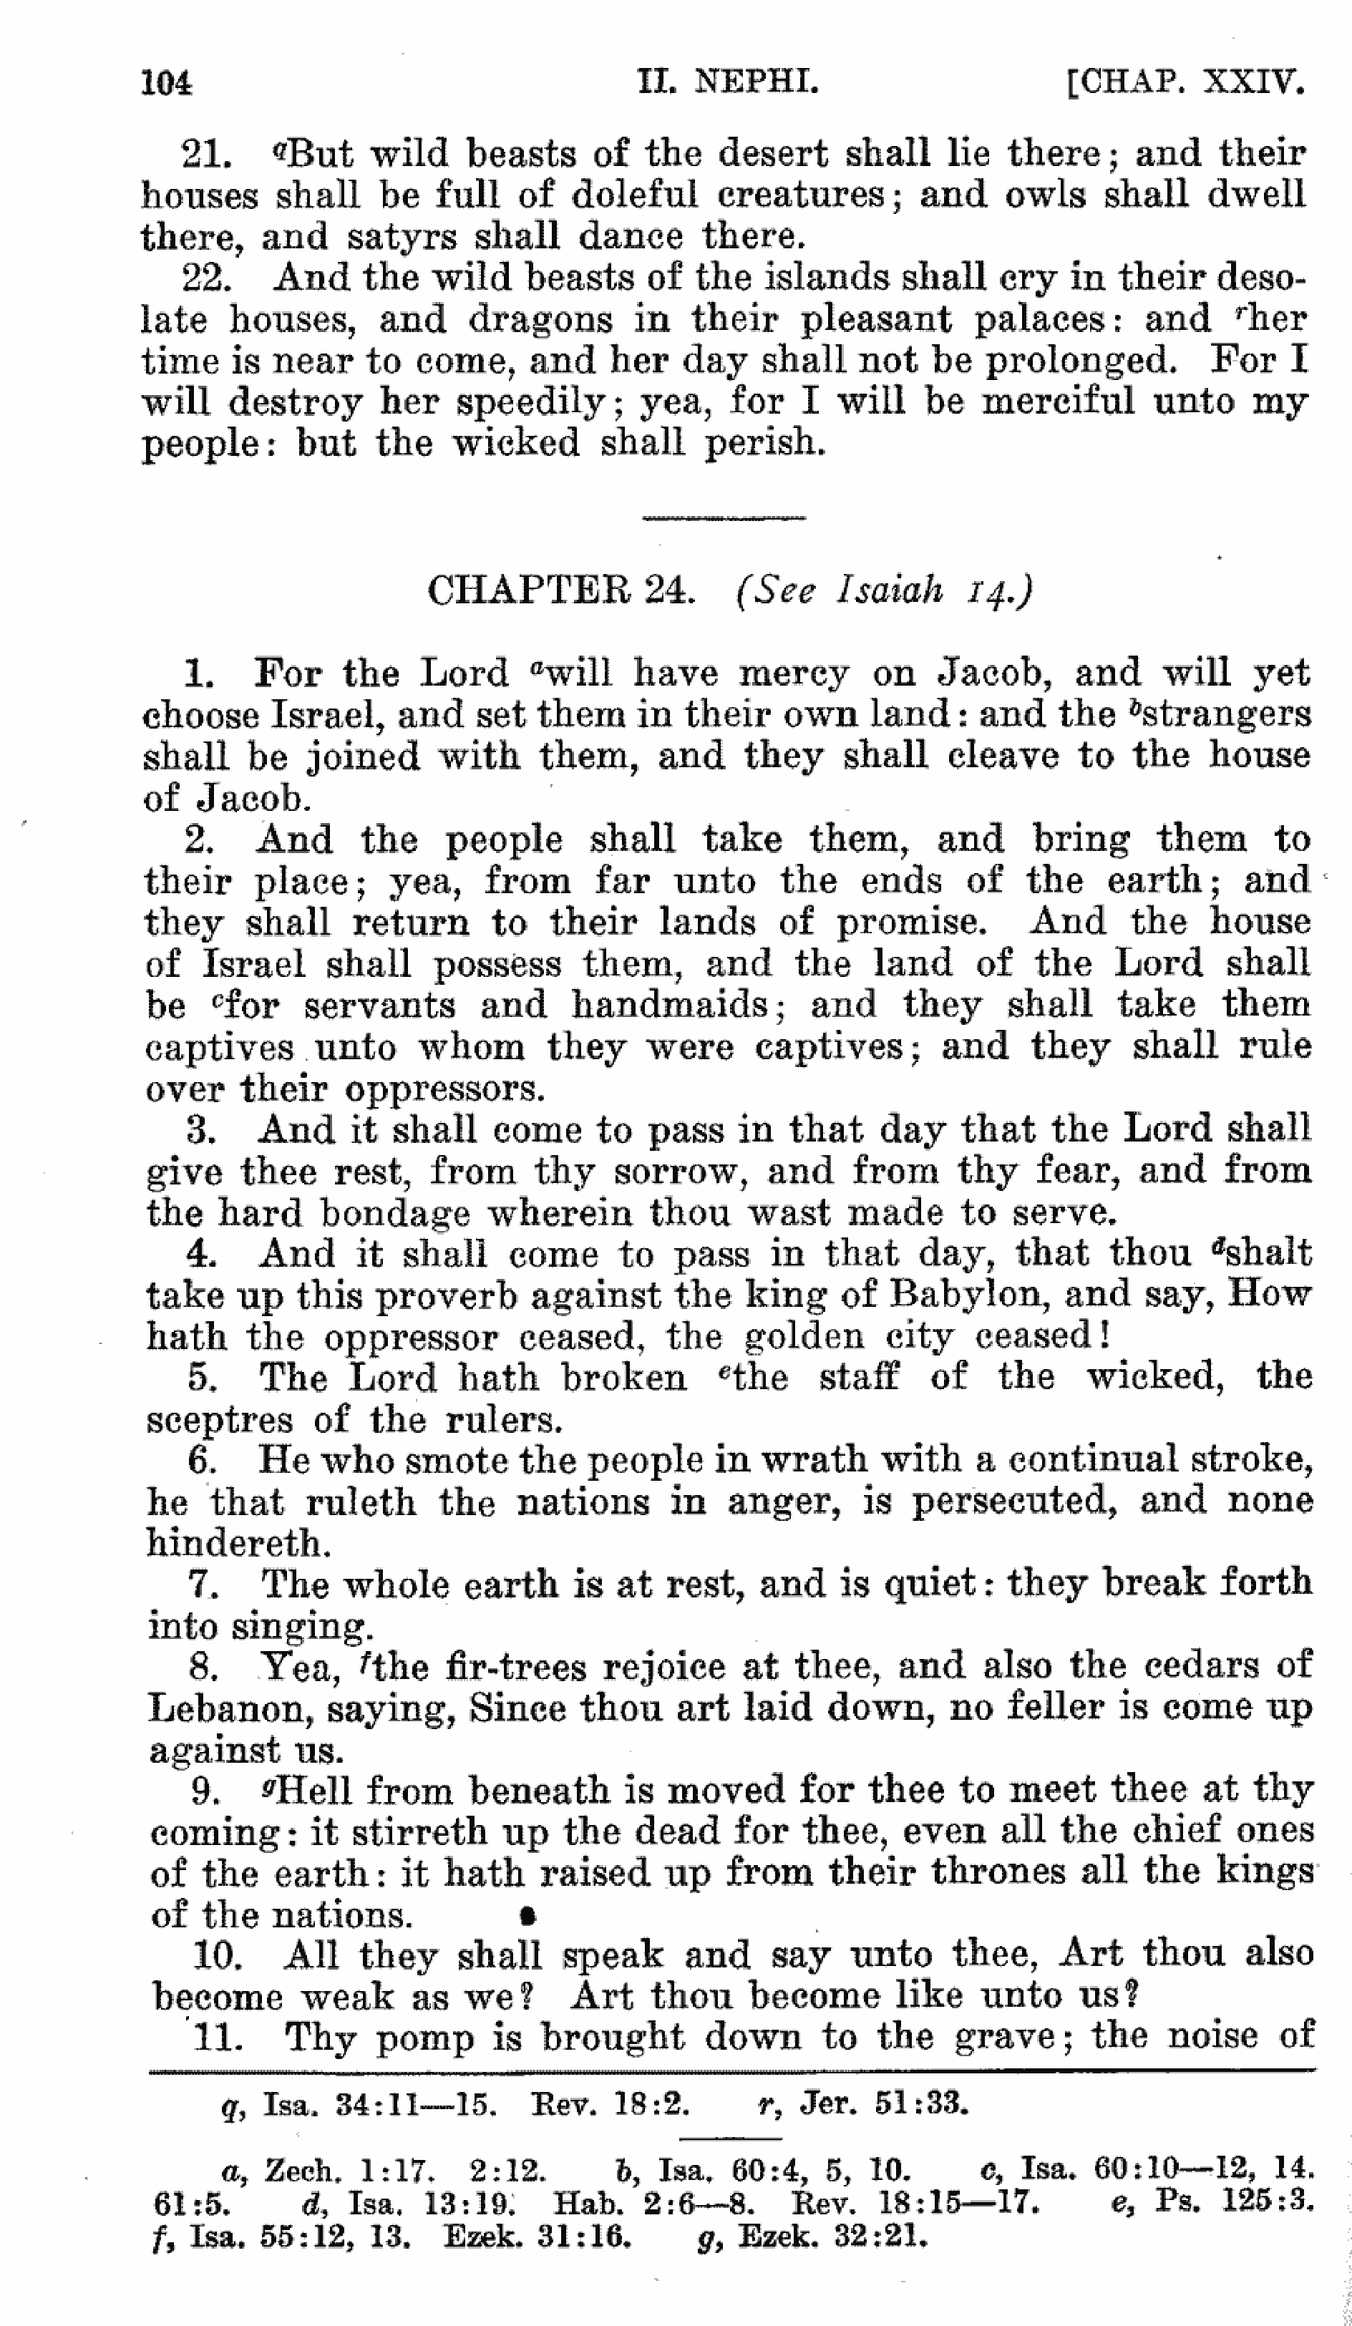 104 II. NEPHI. [CHAP. XXIV.
21. qBut wild beasts of the desert shall lie there; and their
houses shall be full of doleful creatures; and owls shall dwell
there, and satyrs shall dance there.
22. And the wild beasts of the islands shall cry in their deso-
late houses, and dragons in their pleasant palaces: and rher
time is near to come, and her day shall not be prolonged. For I
will destroy her speedily; yea, for I will be merciful unto my
people: but the wicked shall perish.
CHAPTER 24. (See Isaiah 14.)
1. For the Lord awill have mercy on Jacob, and will yet
choose Israel, and set them in their own land: and the bstrangers
shall be joined with them, and they shall cleave to the house
of Jacob.
2. And the people shall take them, and bring them to
their place; yea, from far unto the ends of the earth; and
they shall return to their lands of promise. And the house
of Israel shall possess them, and the land of the Lord shall
be cfor servants and handmaids; and they shall take them
captives unto whom they were captives; and they shall rule
over their oppressors.
3. And it shall come to pass in that day that the Lord shall
give thee rest, from thy sorrow, and from thy fear, and from
the hard bondage wherein thou wast made to serve.
4. And it shall come to pass in that day, that thou dshalt
take up this proverb against the king of Babylon, and say, How
hath the oppressor ceased, the golden city ceased!
5. The Lord hath broken ethe staff of the wicked, the
sceptres of the rulers.
6. He who smote the people in wrath with a continual stroke,
he that ruleth the nations in anger, is persecuted, and none
hindereth.
7. The whole earth is at rest, and is quiet: they break forth
into singing.
8. Yea, fthe fir-trees rejoice at thee, and also the cedars of
Lebanon, saying, Since thou art laid down, no feller is come up
against us.
9. gHell from beneath is moved for thee to meet thee at thy
coming: it stirreth up the dead for thee, even all the chief ones
of the earth: it hath raised up from their thrones all the kings
of the nations.
10. All they shall speak and say unto thee, Art thou also
become weak as we? Art thou become like unto us?
11. Thy pomp is brought down to the grave; the noise of
q, Isa. 34:11—15. Rev. 18:2. r, Jer. 51:33.
a, Zech. 1:17. 2:12. b, Isa. 60:4, 5, 10. c, Isa. 60:10—12, 14.
61:5. d, Isa. 13:19. Hab. 2:6—8. Rev. 18:15—17. e, Ps. 125:3.
f, Isa. 55:12, 13. Ezek. 31:16. g, Ezek. 32:21.